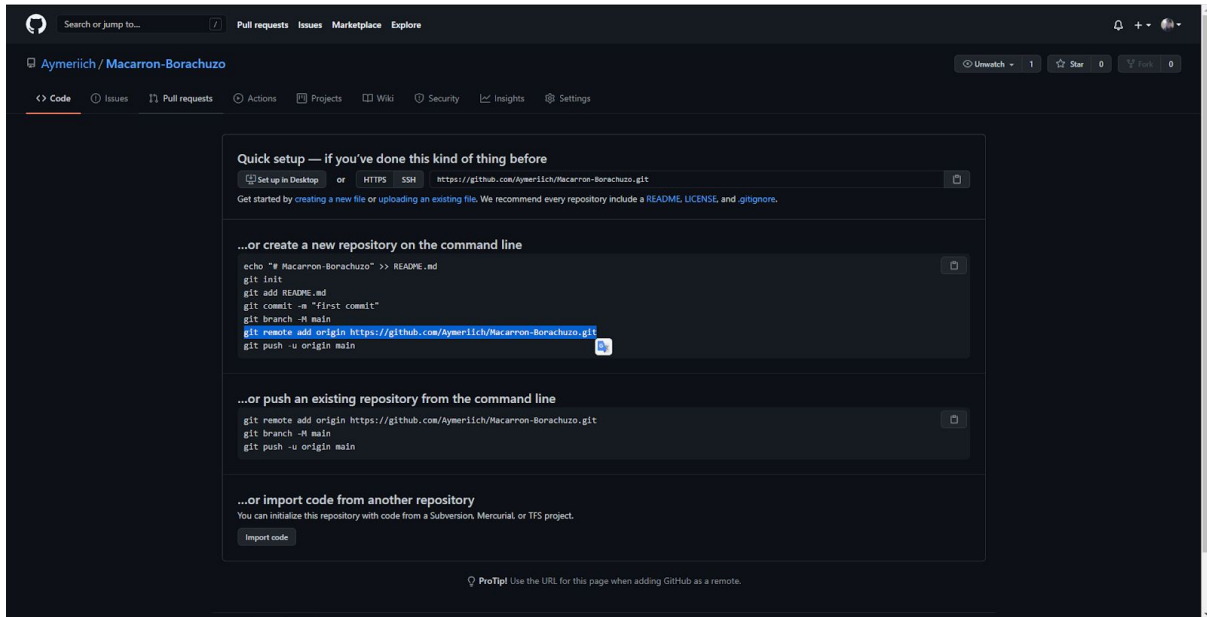 Search or jump to... /
Pull requests Issues Marketplace Explore
Aymeriich / Macarron-Borachuzo
Unwatch 1 Star 0 Fork 0
<> Code Issues Pull requests Actions Projects Wiki Security Insights Settings
Quick setup — if you've done this kind of thing before
Set up in Desktop or HTTPS SSH https://github.com/Aymeriich/Macarron-Borachuzo.git
Get started by creating a new file or uploading an existing file. We recommend every repository include a README, LICENSE, and .gitignore.
...or create a new repository on the command line
echo "# Macarron-Borachuzo" >> README.md
git init
git add README.md
git commit -m "first commit"
git branch -M main
git remote add origin https://github.com/Aymeriich/Macarron-Borachuzo.git
git push -u origin main
...or push an existing repository from the command line
git remote add origin https://github.com/Aymeriich/Macarron-Borachuzo.git
git branch -M main
git push -u origin main
...or import code from another repository
You can initialize this repository with code from a Subversion, Mercurial, or TFS project.
Import code
ProTip! Use the URL for this page when adding GitHub as a remote.